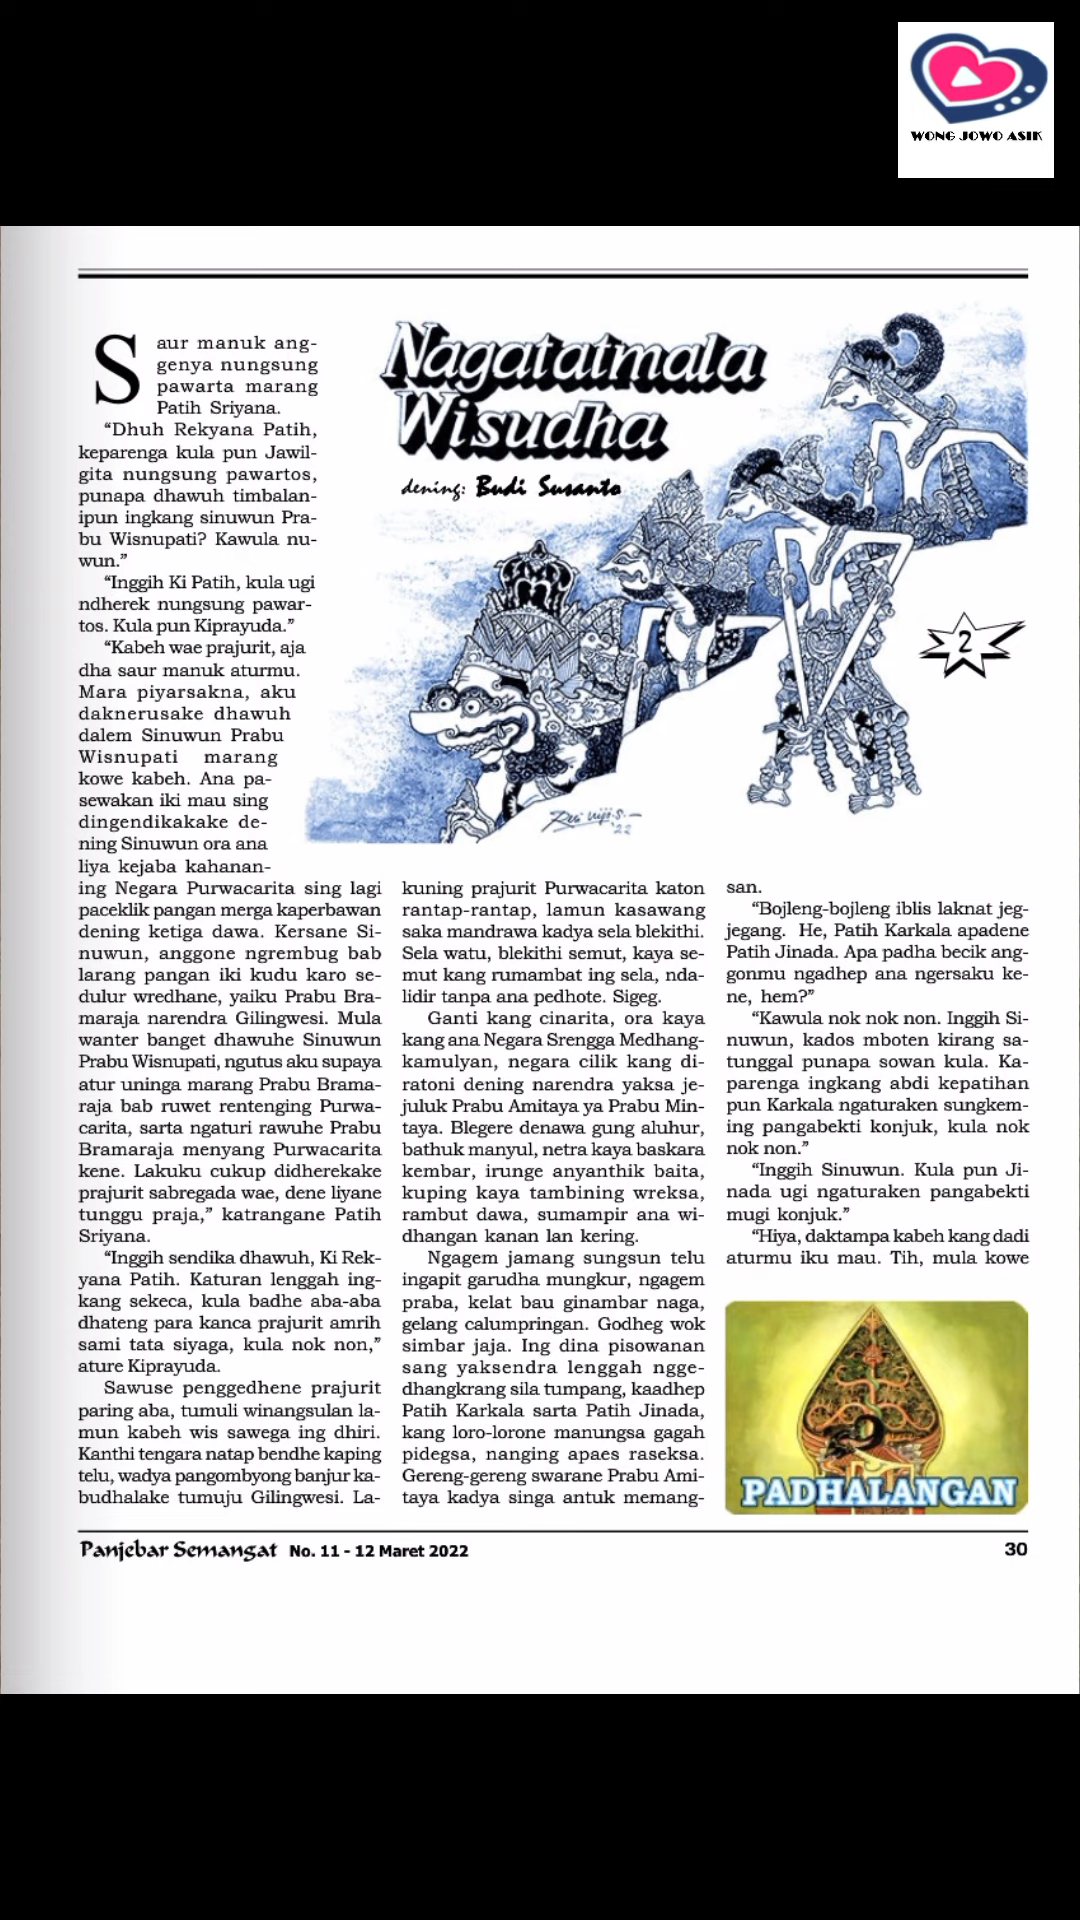 WONG JOWO ASIK
Nagatatmala
Wisudha
dening: Budi Susanto
2
Saur manuk ang-
genya nungsung
pawarta marang
Patih Sriyana.
“Dhuh Rekyana Patih,
keparenga kula pun Jawil-
gita nungsung pawartos,
punapa dhawuh timbalan-
ipun ingkang sinuwun Pra-
bu Wisnupati? Kawula nu-
wun.”
“Inggih Ki Patih, kula ugi
ndherek nungsung pawar-
tos. Kula pun Kiprayuda.”
“Kabeh wae prajurit, aja
dha saur manuk aturmu.
Mara piyarsakna, aku
daknerusake dhawuh
dalem Sinuwun Prabu
Wisnupati marang
kowe kabeh. Ana pa-
sewakan iki mau sing
dingendikakake de-
ning Sinuwun ora ana
liya kejaba kahanan-
ing Negara Purwacarita sing lagi
paceklik pangan merga kaperbawan
dening ketiga dawa. Kersane Si-
nuwun, anggone ngrembug bab
larang pangan iki kudu karo se-
dulur wredhane, yaiku Prabu Bra-
maraja narendra Gilingwesi. Mula
wanter banget dhawuhe Sinuwun
Prabu Wisnupati, ngutus aku supaya
atur uninga marang Prabu Brama-
raja bab ruwet rentenging Purwa-
carita, sarta ngaturi rawuhe Prabu
Bramaraja menyang Purwacarita
kene. Lakuku cukup didherekake
prajurit sabregada wae, dene liyane
tunggu praja,” katrangane Patih
Sriyana.
“Inggih sendika dhawuh, Ki Rek-
yana Patih. Katuran lenggah ing-
kang sekeca, kula badhe aba-aba
dhateng para kanca prajurit amrih
sami tata siyaga, kula nok non,”
ature Kiprayuda.
Sawuse penggedhene prajurit
paring aba, tumuli winangsulan la-
mun kabeh wis sawega ing dhiri.
Kanthi tengara natap bendhe kaping
telu, wadya pangombyong banjur ka-
budhalake tumuju Gilingwesi. La-
kuning prajurit Purwacarita katon
rantap-rantap, lamun kasawang
saka mandrawa kadya sela blekithi.
Sela watu, blekithi semut, kaya se-
mut kang rumambat ing sela, nda-
lidir tanpa ana pedhote. Sigeg.
Ganti kang cinarita, ora kaya
kang ana Negara Srengga Medhang-
kamulyan, negara cilik kang di-
ratoni dening narendra yaksa je-
juluk Prabu Amitaya ya Prabu Min-
taya. Blegere denawa gung aluhur,
bathuk manyul, netra kaya baskara
kembar, irunge anyanthik baita,
kuping kaya tambining wreksa,
rambut dawa, sumampir ana wi-
dhangan kanan lan kering.
Ngagem jamang sungsun telu
ingapit garudha mungkur, ngagem
praba, kelat bau ginambar naga,
gelang calumpringan. Godheg wok
simbar jaja. Ing dina pisowanan
sang yaksendra lenggah ngge-
dhangkrang sila tumpang, kaadhep
Patih Karkala sarta Patih Jinada,
kang loro-lorone manungsa gagah
pidegsa, nanging apaes raseksa.
Gereng-gereng swarane Prabu Ami-
taya kadya singa antuk memang-
san.
“Bojleng-bojleng iblis laknat jeg-
jegang. He, Patih Karkala apadene
Patih Jinada. Apa padha becik ang-
gonmu ngadhep ana ngersaku ke-
ne, hem?”
“Kawula nok nok non. Inggih Si-
nuwun, kados mboten kirang sa-
tunggal punapa sowan kula. Ka-
parenga ingkang abdi kepatihan
pun Karkala ngaturaken sungkem-
ing pangabekti konjuk, kula nok
nok non.”
“Inggih Sinuwun. Kula pun Ji-
nada ugi ngaturaken pangabekti
mugi konjuk.”
“Hiya, daktampa kabeh kang dadi
aturmu iku mau. Tih, mula kowe
PADHALANGAN
Panjebar Semangat No. 11 - 12 Maret 2022
30